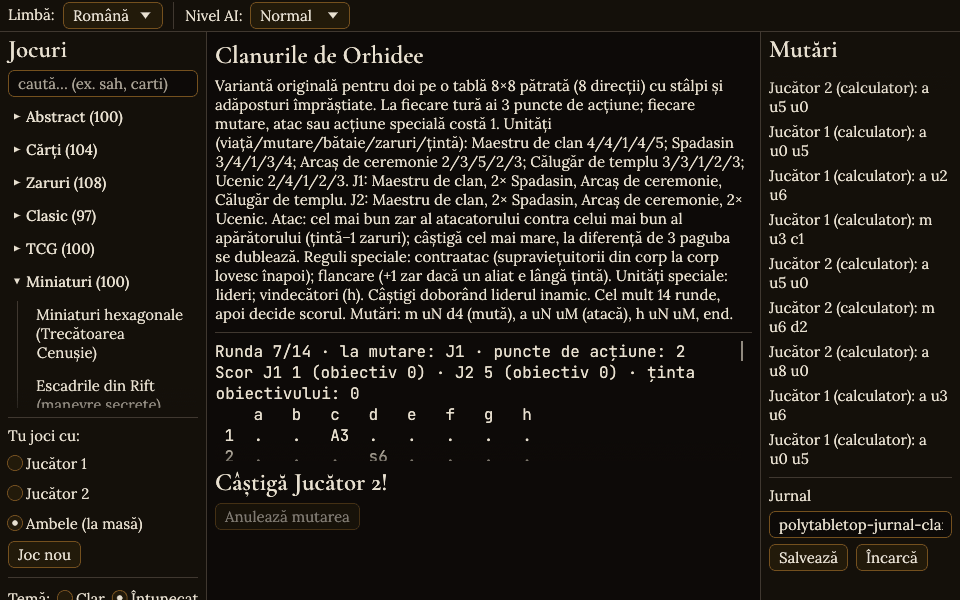 Limbă:
Română
Nivel AI:
Normal
Jocuri
caută... (ex. sah, carti)
Abstract (100)
Cărți (104)
Zaruri (108)
Clasic (97)
TCG (100)
Miniaturi (100)
Miniaturi hexagonale
(Trecătoarea
Cenușie)
Escadrile din Rift
(manevre secrete)
Tu joci cu:
Jucător 1
Jucător 2
Ambele (la masă)
Joc nou
Temă:
Clar
Întunecat
Clanurile de Orhidee
Variantă originală pentru doi pe o tablă 8×8 pătrată (8 direcții) cu stâlpi și
adăposturi împrăștiate. La fiecare tură ai 3 puncte de acțiune; fiecare
mutare, atac sau acțiune specială costă 1. Unități
(viață/mutare/bătaie/zaruri/țintă): Maestru de clan 4/4/1/4/5; Spadasin
3/4/1/3/4; Arcaș de ceremonie 2/3/5/2/3; Călugăr de templu 3/3/1/2/3;
Ucenic 2/4/1/2/3. J1: Maestru de clan, 2× Spadasin, Arcaș de ceremonie,
Călugăr de templu. J2: Maestru de clan, 2× Spadasin, Arcaș de ceremonie, 2×
Ucenic. Atac: cel mai bun zar al atacatorului contra celui mai bun al
apărătorului (țintă−1 zaruri); câștigă cel mai mare, la diferență de 3 paguba
se dublează. Reguli speciale: contraatac (supraviețuitorii din corp la corp
lovesc înapoi); flancare (+1 zar dacă un aliat e lângă țintă). Unități speciale:
lideri; vindecători (h). Câștigi doborând liderul inamic. Cel mult 14 runde,
apoi decide scorul. Mutări: m uN d4 (mută), a uN uM (atacă), h uN uM, end.
Runda 7/14 · la mutare: J1 · puncte de acțiune: 2
Scor J1 1 (obiectiv 0) · J2 5 (obiectiv 0) · ținta
obiectivului: 0
a b c d e f g h
1 . . A3 . . . . .
2 . . . s6 . . . .
Câștigă Jucător 2!
Anulează mutarea
Mutări
Jucător 2 (calculator): a
u5 u0
Jucător 1 (calculator): a
u0 u5
Jucător 1 (calculator): a u2
u6
Jucător 1 (calculator): m
u3 c1
Jucător 2 (calculator): a
u5 u0
Jucător 2 (calculator): m
u6 d2
Jucător 2 (calculator): a
u8 u0
Jucător 1 (calculator): a u3
u6
Jucător 1 (calculator): a
u0 u5
Jurnal
polytabletop-jurnal-cla
Salvează
Încarcă